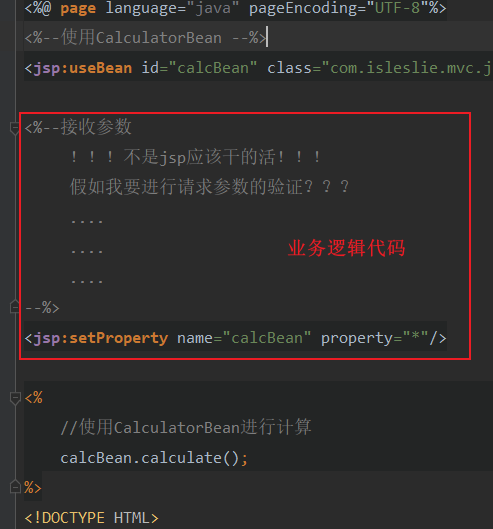 <%@ page language="java" pageEncoding="UTF-8"%>
<%--使用CalculatorBean --%>
<jsp:useBean id="calcBean" class="com.isleslie.mvc.j
<%--接收参数
！！！不是jsp应该干的活！！！
假如我要进行请求参数的验证？？？
....
....
业务逻辑代码
....
--%>
<jsp:setProperty name="calcBean" property="*"/>
<%
//使用CalculatorBean进行计算
calcBean.calculate();
%>
<!DOCTYPE HTML>